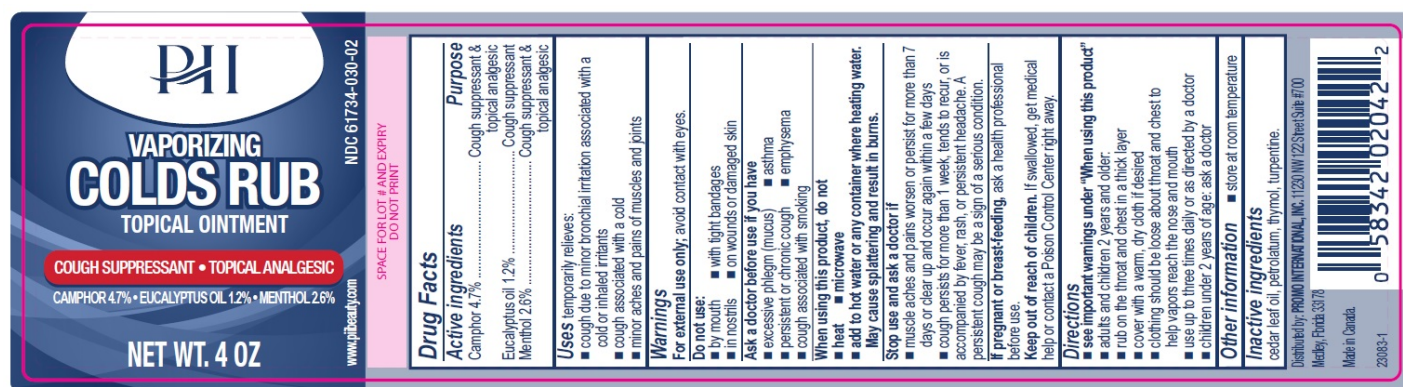 PHI
VAPORIZING
COLDS RUB
TOPICAL OINTMENT
COUGH SUPPRESSANT • TOPICAL ANALGESIC
CAMPHOR 4.7% • EUCALYPTUS OIL 1.2% • MENTHOL 2.6%
NET WT. 4 OZ
www.phibeauty.com
NDC 61734-030-02
SPACE FOR LOT # AND EXPIRY
DO NOT PRINT
Drug Facts
Active ingredients Purpose
Camphor 4.7% ........................ Cough suppressant &
topical analgesic
Eucalyptus oil 1.2% ................ Cough suppressant
Menthol 2.6% ........................ Cough suppressant &
topical analgesic
Uses temporarily relieves:
■ cough due to minor bronchial irritation associated with a
cold or inhaled irritants
■ cough associated with a cold
■ minor aches and pains of muscles and joints
Warnings
For external use only; avoid contact with eyes.
Do not use:
■ by mouth ■ with tight bandages
■ in nostrils ■ on wounds or damaged skin
Ask a doctor before use if you have
■ excessive phlegm (mucus) ■ asthma
■ persistent or chronic cough ■ emphysema
■ cough associated with smoking
When using this product, do not
■ heat ■ microwave
■ add to hot water or any container where heating water.
May cause splattering and result in burns.
Stop use and ask a doctor if
■ muscle aches and pains worsen or persist for more than 7
days or clear up and occur again within a few days
■ cough persists for more than 1 week, tends to recur, or is
accompanied by fever, rash, or persistent headache. A
persistent cough may be a sign of a serious condition.
If pregnant or breast-feeding, ask a health professional
before use.
Keep out of reach of children. If swallowed, get medical
help or contact a Poison Control Center right away.
Directions
■ see important warnings under "When using this product"
■ adults and children 2 years and older:
■ rub on the throat and chest in a thick layer
■ cover with a warm, dry cloth if desired
■ clothing should be loose about throat and chest to
help vapors reach the nose and mouth
■ use up to three times daily or as directed by a doctor
■ children under 2 years of age: ask a doctor
Other information ■ store at room temperature
Inactive ingredients
cedar leaf oil, petrolatum, thymol, turpentine.
Distributed by: PROMO INTERNATIONAL, INC. 11230 NW 122 Street Suite #700
Medley, Florida 33178
Made in Canada.
23083-1
0 58342 02042 2